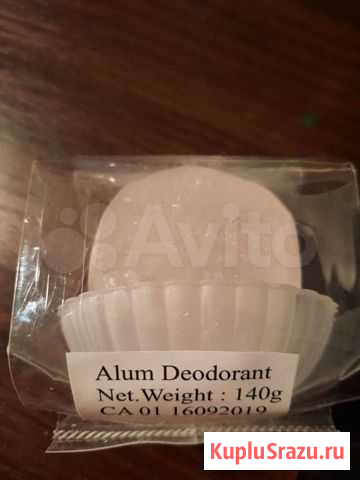 Avito
Alum Deodorant
Net.Weight : 140g
CA 01 16092019
KupluSrazu.ru